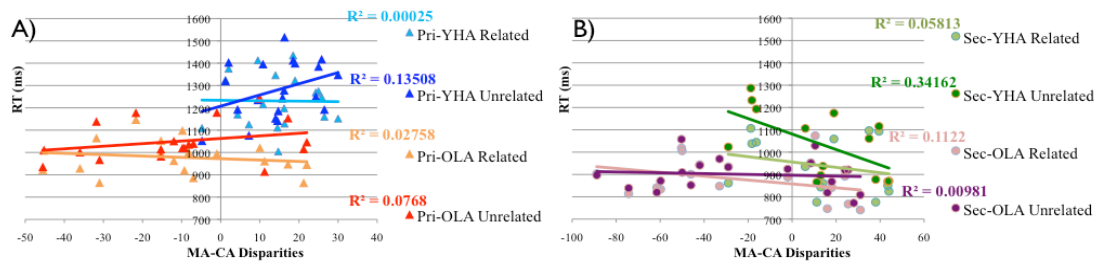 A)
RT (ms)
1600
1500
1400
1300
1200
1100
1000
900
800
700
-50 -40 -30 -20 -10 0 10 20 30 40
MA-CA Disparities
R² = 0.00025
Pri-YHA Related
R² = 0.13508
Pri-YHA Unrelated
R² = 0.02758
Pri-OLA Related
R² = 0.0768
Pri-OLA Unrelated
B)
RT (ms)
1600
1500
1400
1300
1200
1100
1000
900
800
700
-100 -80 -60 -40 -20 0 20 40 60
MA-CA Disparities
R² = 0.05813
Sec-YHA Related
R² = 0.34162
Sec-YHA Unrelated
R² = 0.1122
Sec-OLA Related
R² = 0.00981
Sec-OLA Unrelated